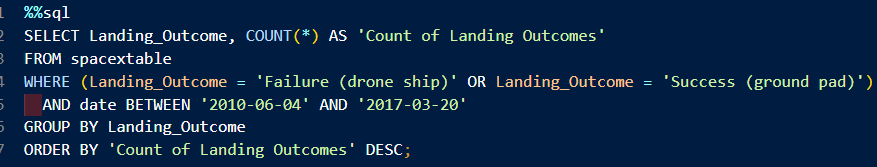 %%sql
2 SELECT Landing_Outcome, COUNT(*) AS 'Count of Landing Outcomes'
FROM spacextable
4 WHERE (Landing_Outcome = 'Failure (drone ship)' OR Landing_Outcome = 'Success (ground pad)')
AND date BETWEEN '2010-06-04' AND '2017-03-20'
GROUP BY Landing_Outcome
ORDER BY 'Count of Landing Outcomes' DESC;